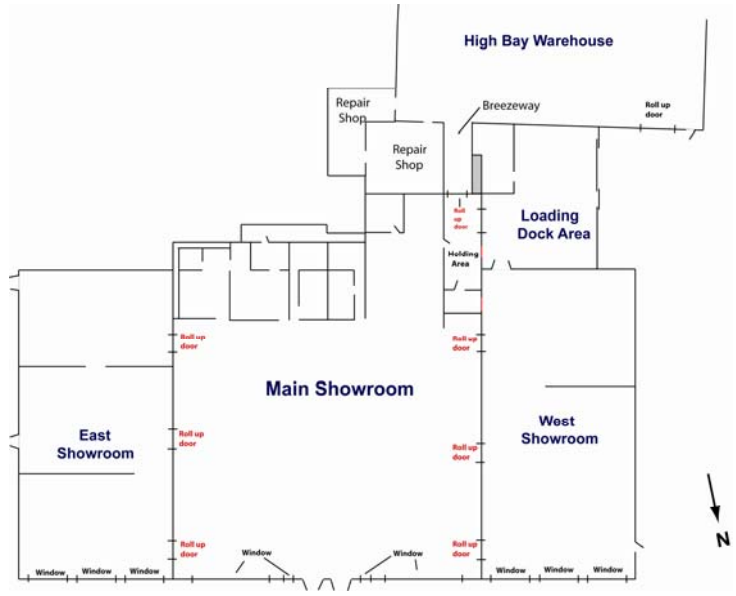 High Bay Warehouse
Repair
Shop
Breezeway
Roll up
door
Repair
Shop
Roll
up
door
Loading
Dock Area
Holding
Area
Roll up
door
Roll up
door
Main Showroom
East
Showroom
Roll up
door
West
Showroom
Roll up
door
Roll up
door
Roll up
door
N
Window
Window
Window
Window
Window
Window
Window
Window